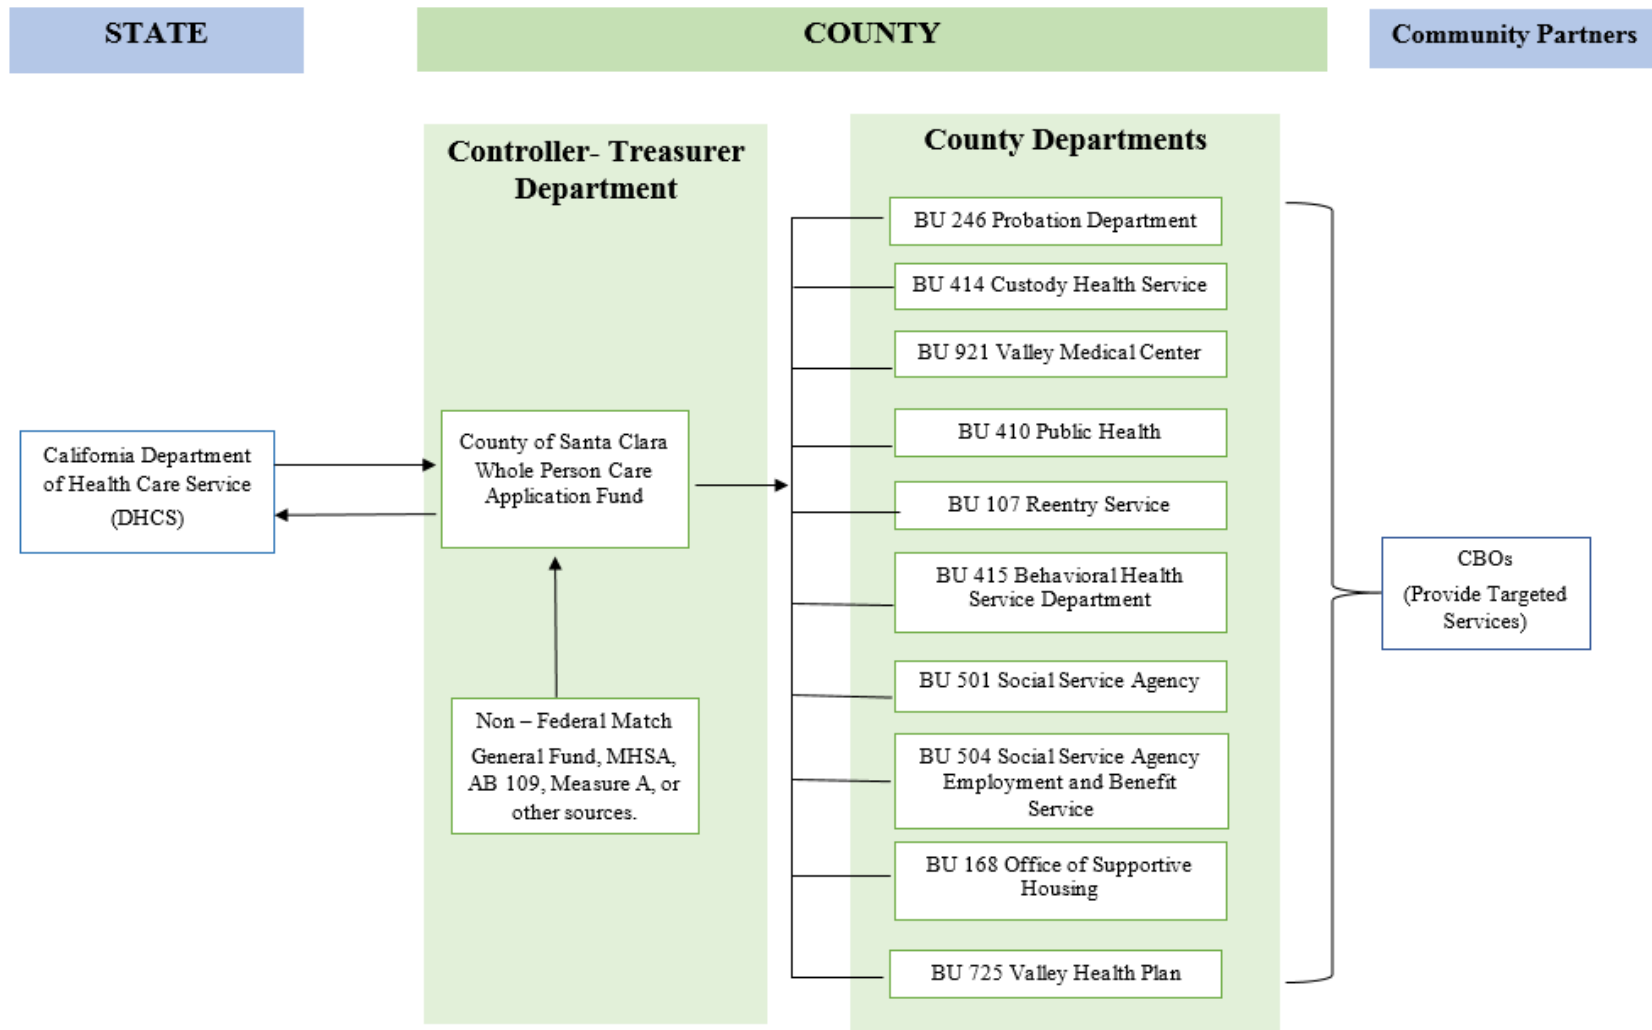 STATE
COUNTY
Community Partners
Controller- Treasurer
Department
County Departments
California Department
of Health Care Service
(DHCS)
County of Santa Clara
Whole Person Care
Application Fund
Non – Federal Match
General Fund, MHSA,
AB 109, Measure A, or
other sources.
BU 246 Probation Department
BU 414 Custody Health Service
BU 921 Valley Medical Center
BU 410 Public Health
BU 107 Reentry Service
BU 415 Behavioral Health
Service Department
BU 501 Social Service Agency
BU 504 Social Service Agency
Employment and Benefit
Service
BU 168 Office of Supportive
Housing
BU 725 Valley Health Plan
CBOs
(Provide Targeted
Services)